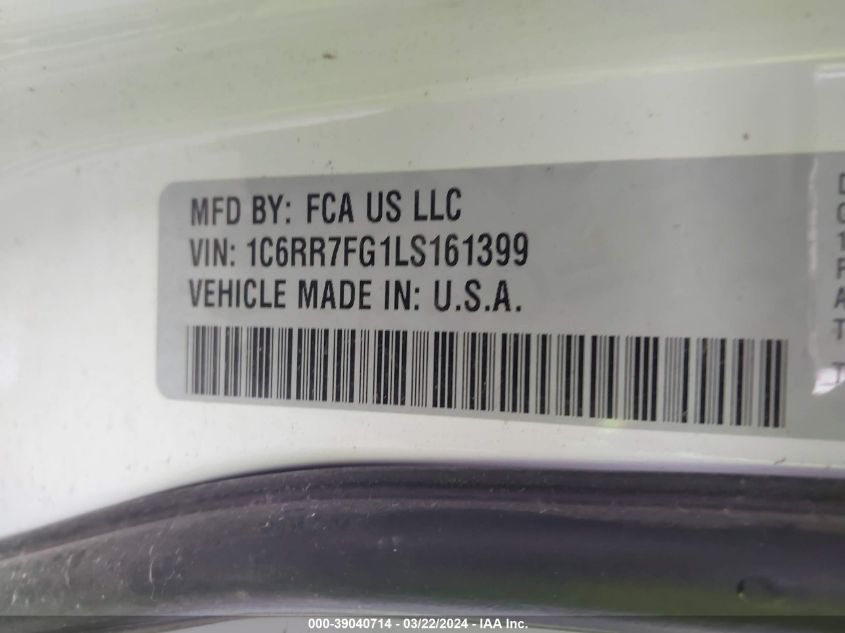 MFD BY: FCA US LLC
VIN: 1C6RR7FG1LS161399
VEHICLE MADE IN: U.S.A.
000-39040714 - 03/22/2024 - IAA Inc.